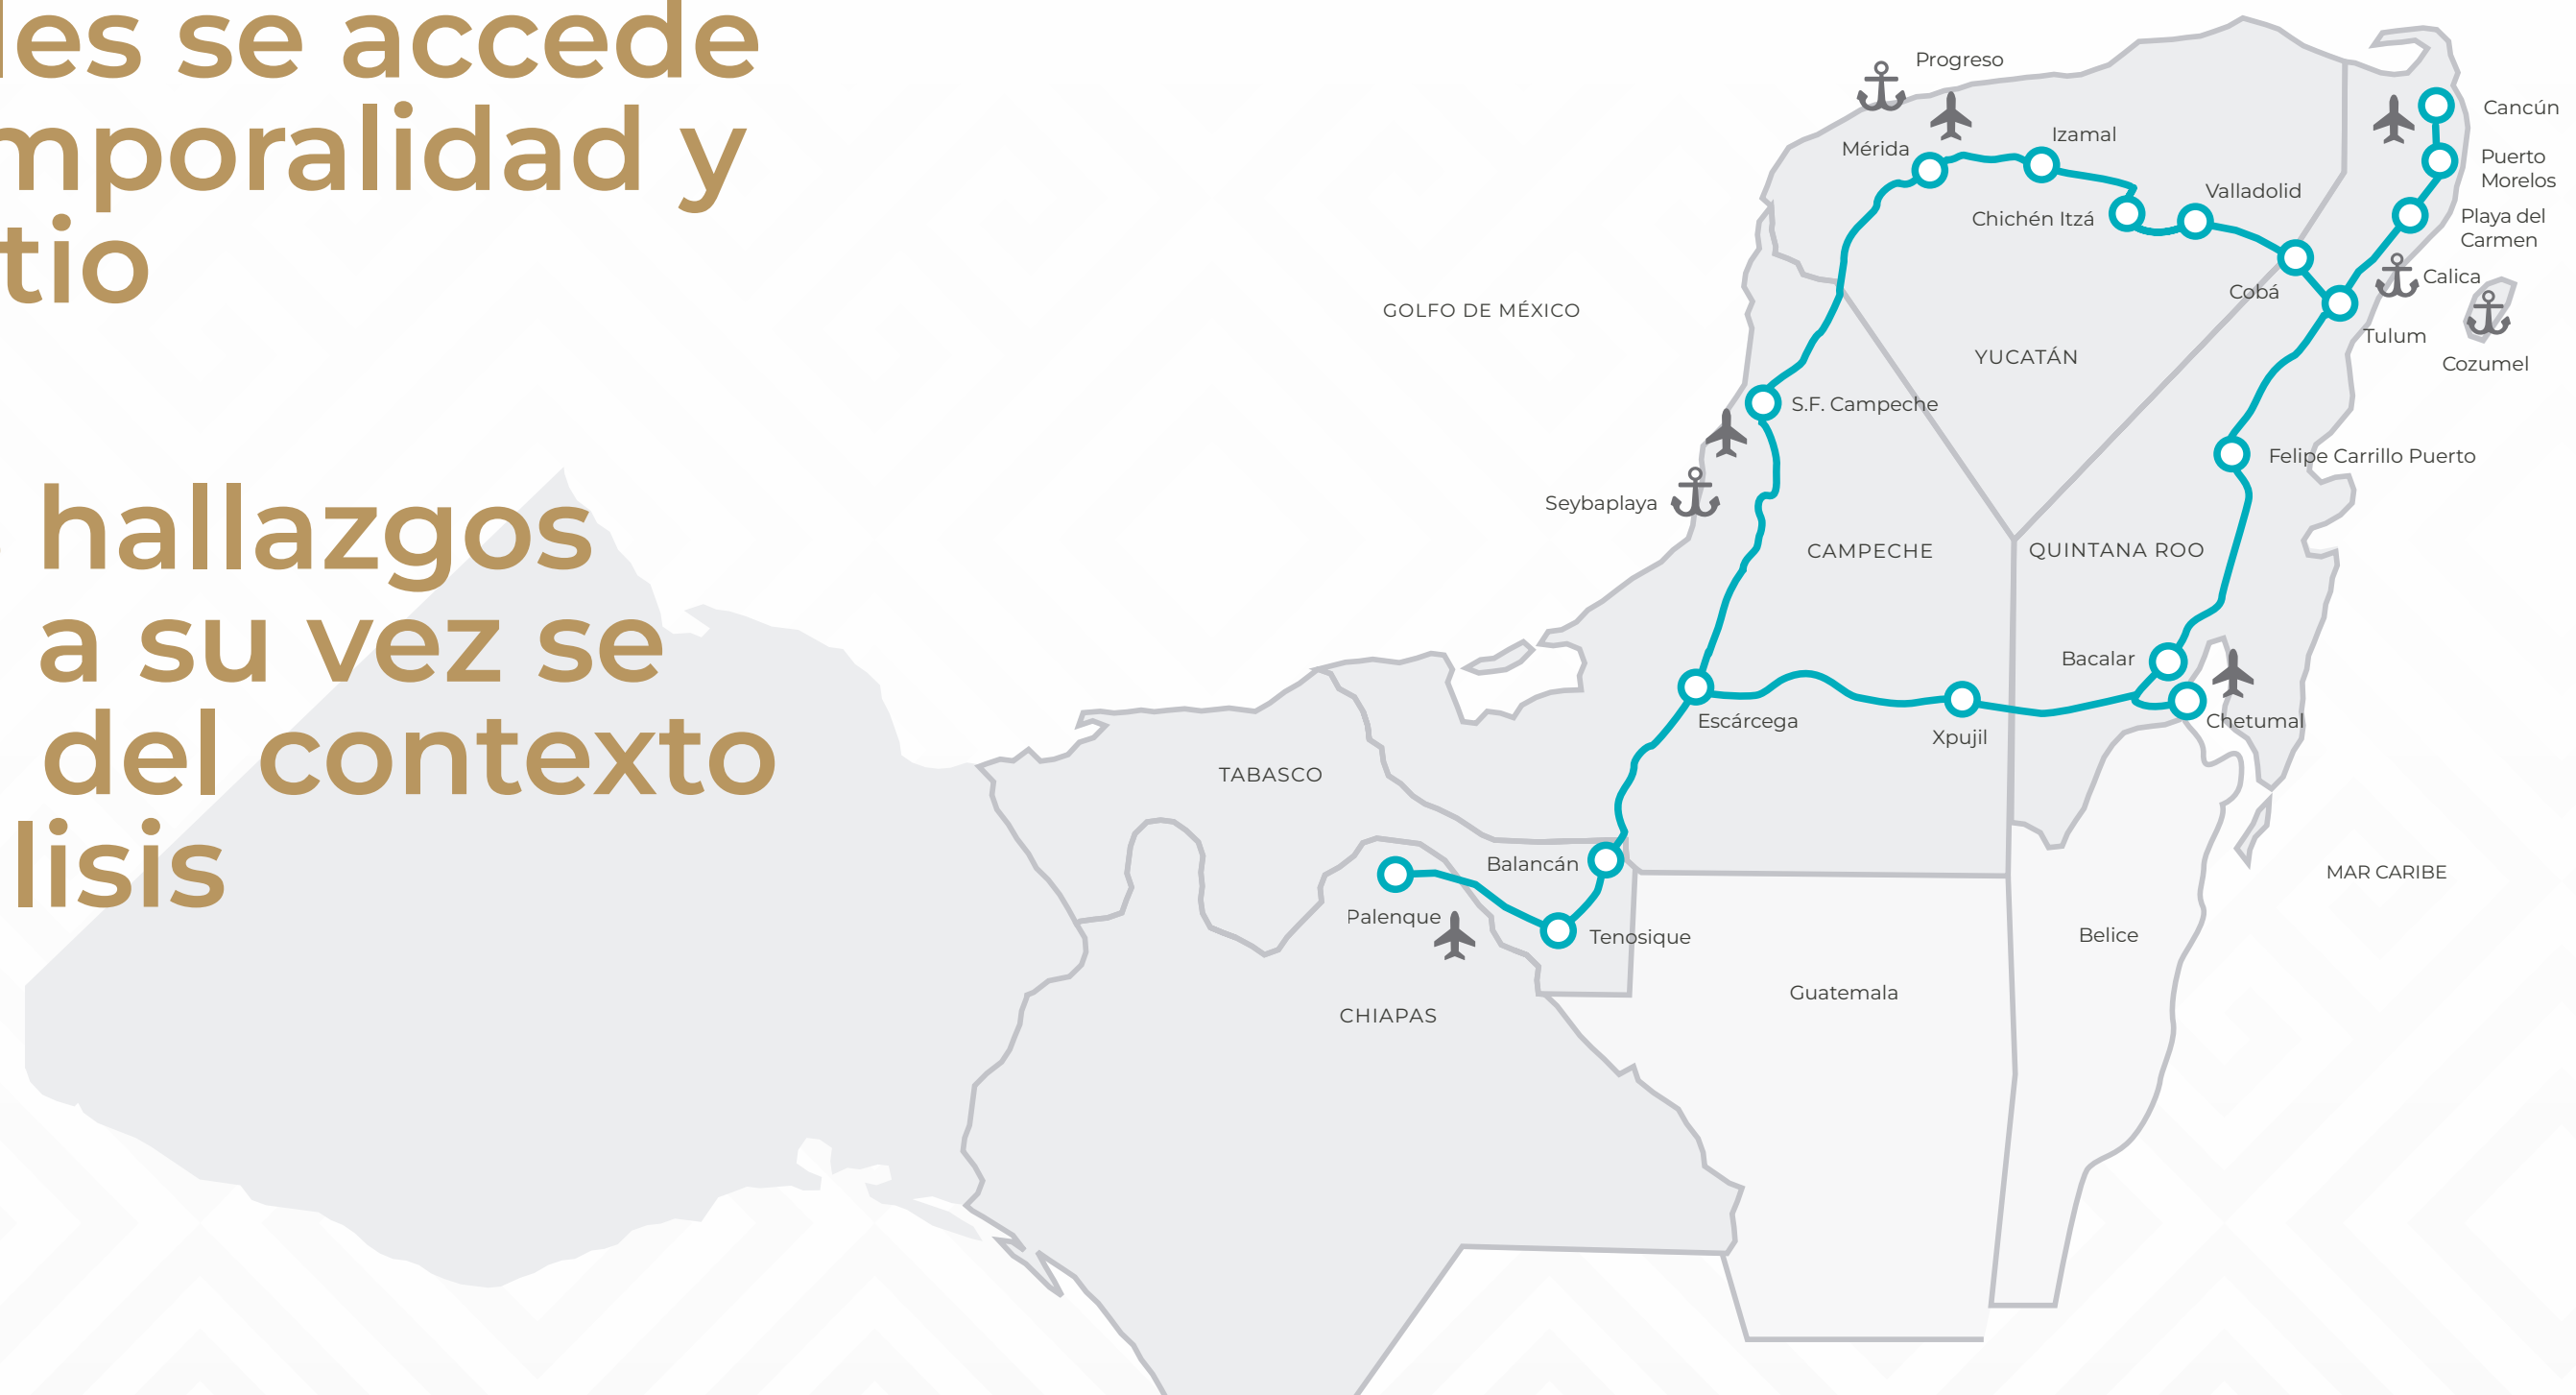 les se accede
mporalidad y
tio
hallazgos
a su vez se
del contexto
lisis
Progreso
Cancún
Izamal
Mérida
Puerto
Morelos
Valladolid
Chichén Itzá
Playa del
Carmen
Calica
Cobá
GOLFO DE MÉXICO
Tulum
YUCATÁN
Cozumel
S.F. Campeche
Felipe Carrillo Puerto
Seybaplaya
CAMPECHE
QUINTANA ROO
Bacalar
Escárcega
Chetumal
Xpujil
TABASCO
Balancán
MAR CARIBE
Palenque
Tenosique
Belice
Guatemala
CHIAPAS